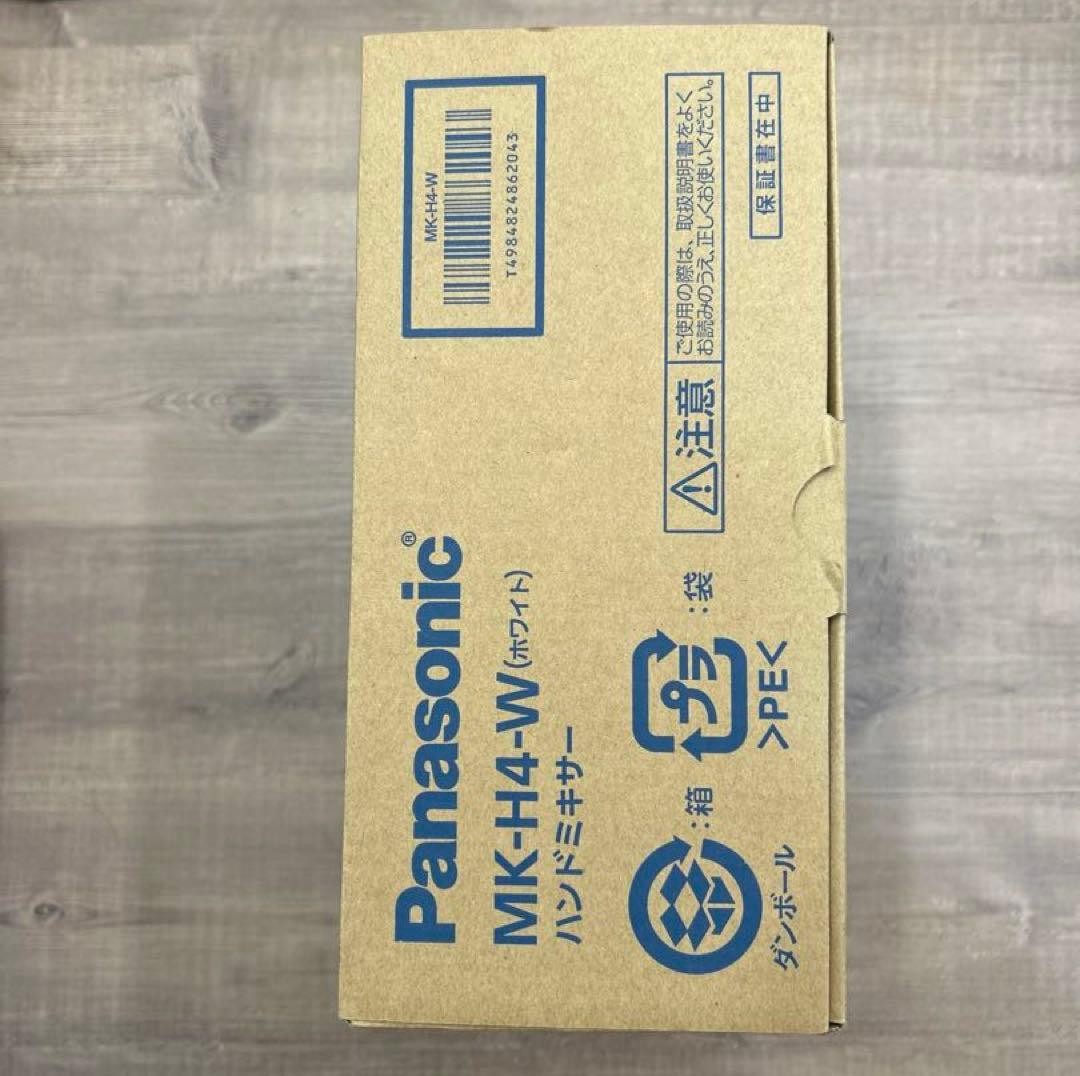 Panasonic®
MK-H4-W(ホワイト)
ハンドミキサー
MK-H4-W
T4984824862043
⚠注意
ご使用の際は、取扱説明書をよく
お読みのうえ、正しくお使いください。
保証書在中
:箱
ダンボール
プラ:袋
>PE<